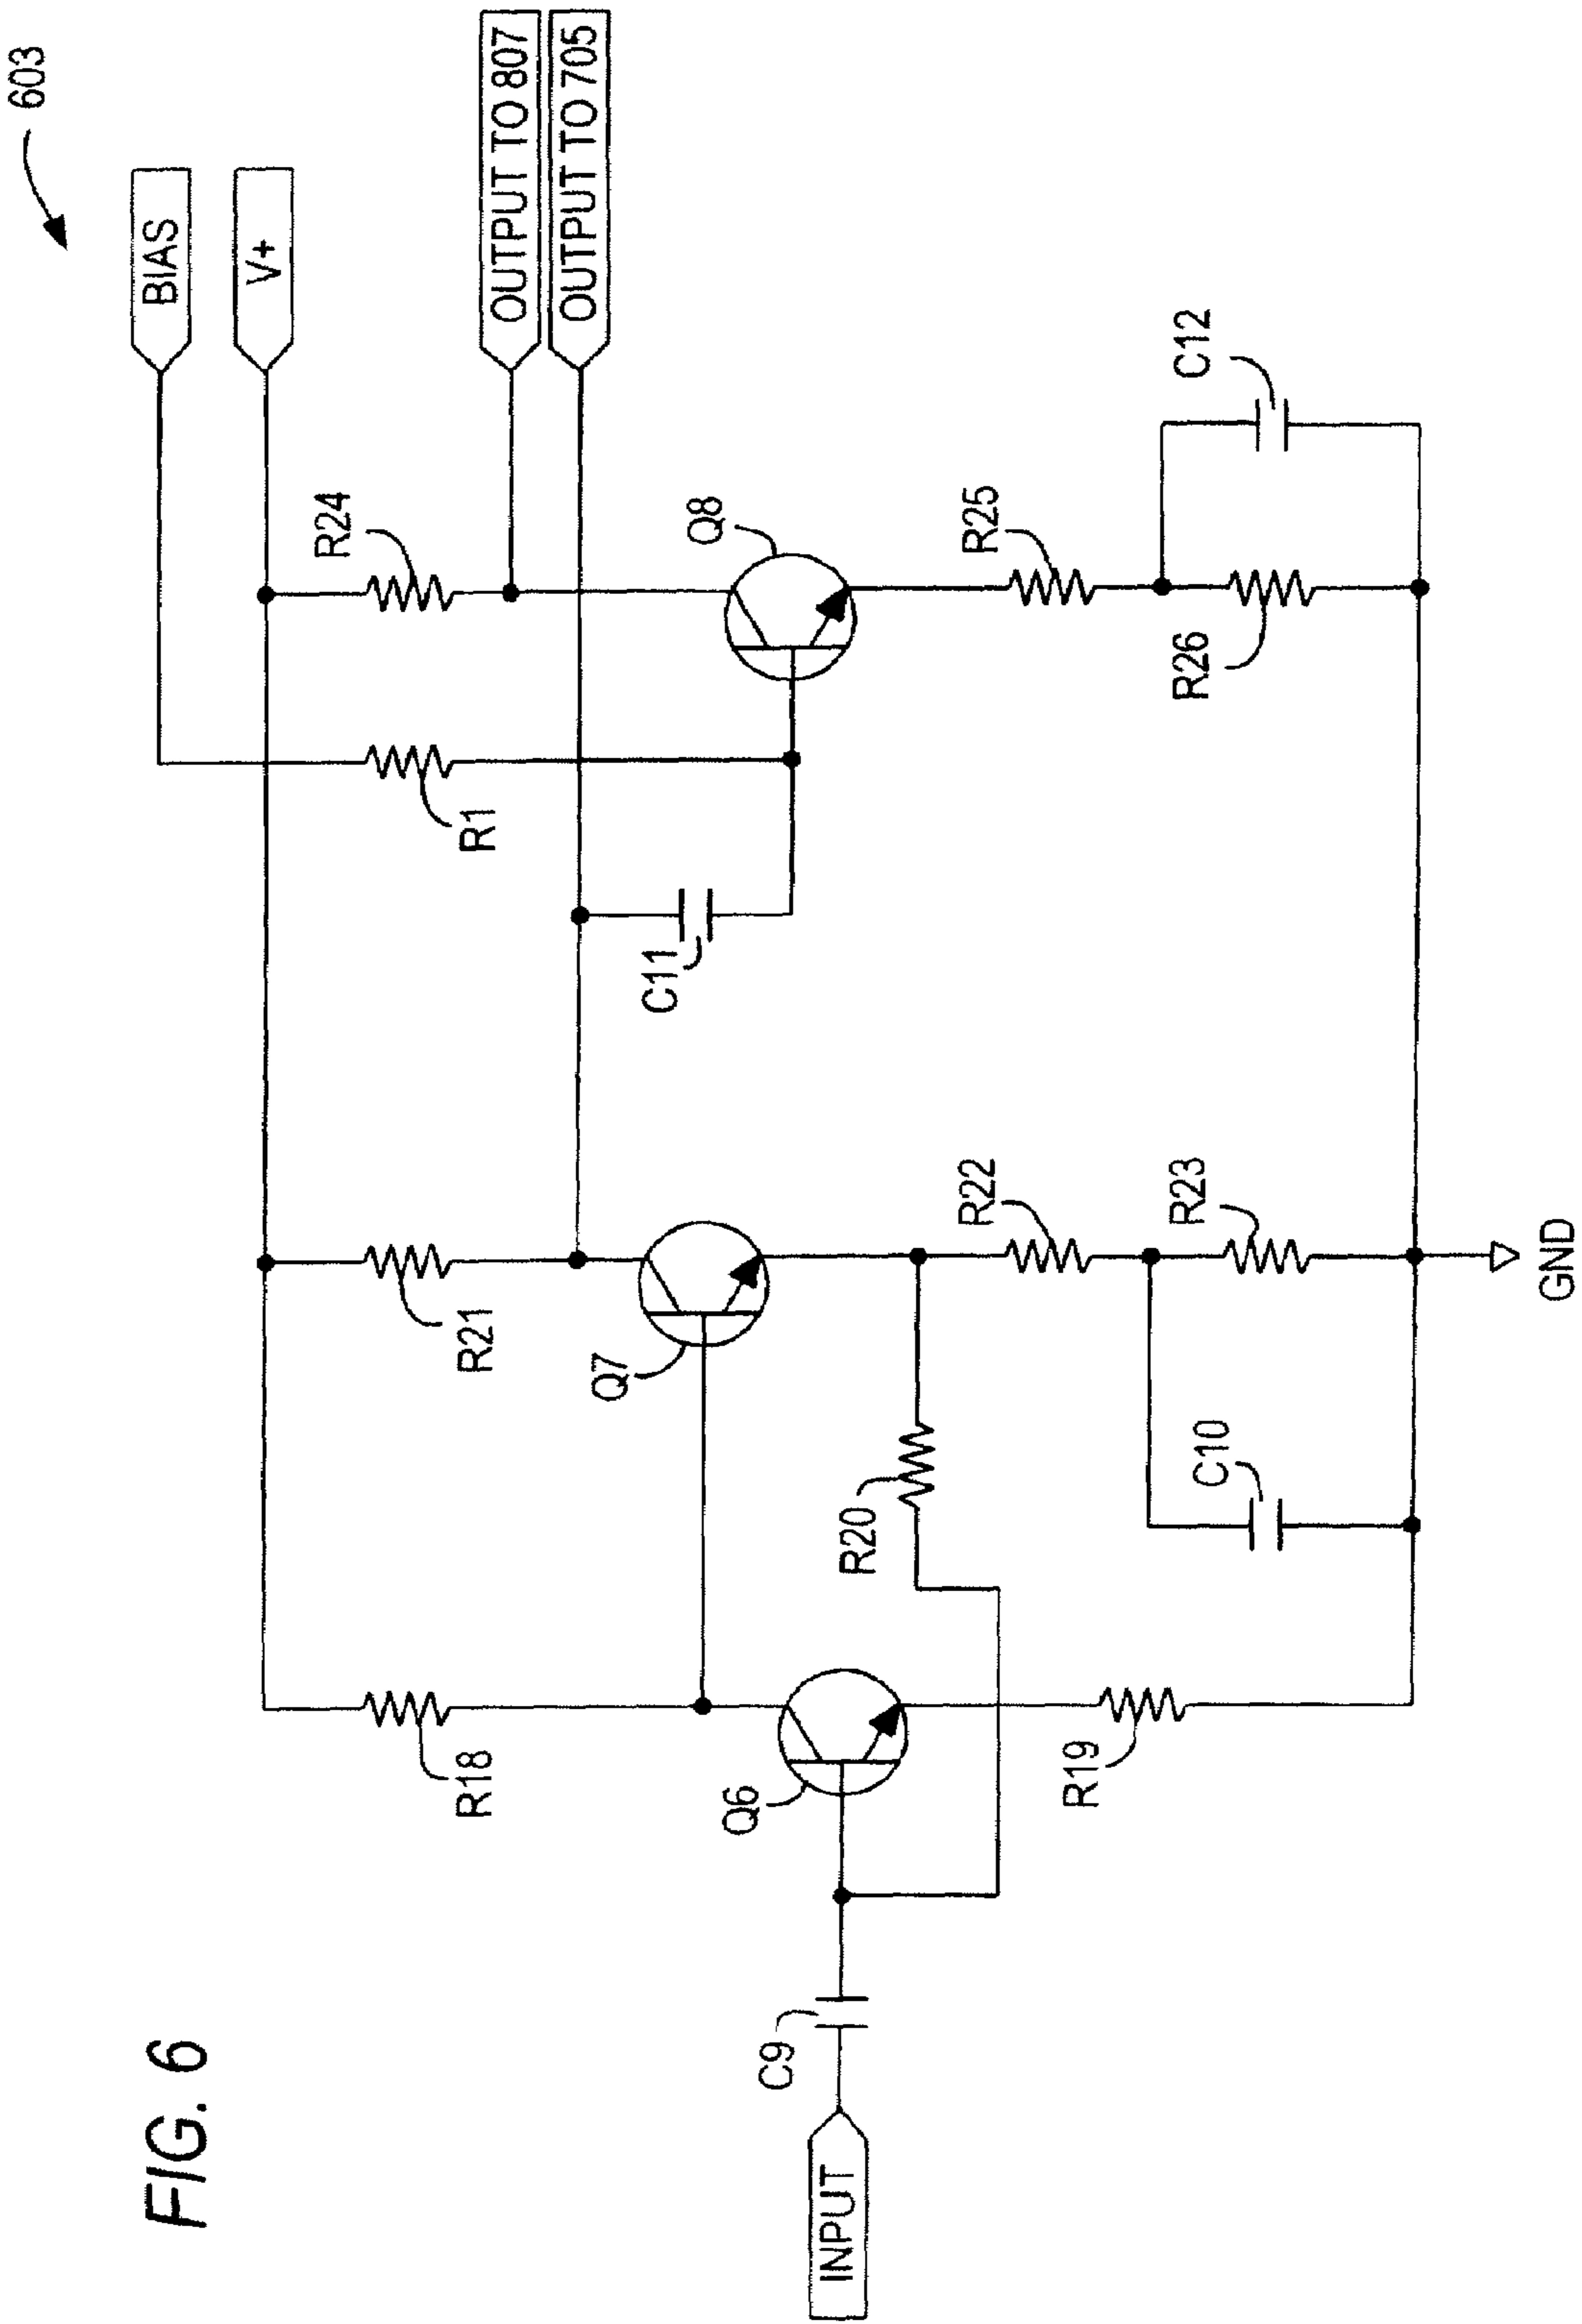 FIG. 6
603
BIAS
V+
OUTPUT TO 807
OUTPUT TO 705
R18
R21
R1
R24
C11
Q6
Q7
Q8
INPUT
C9
R20
R19
R22
R25
C10
R23
R26
C12
GND